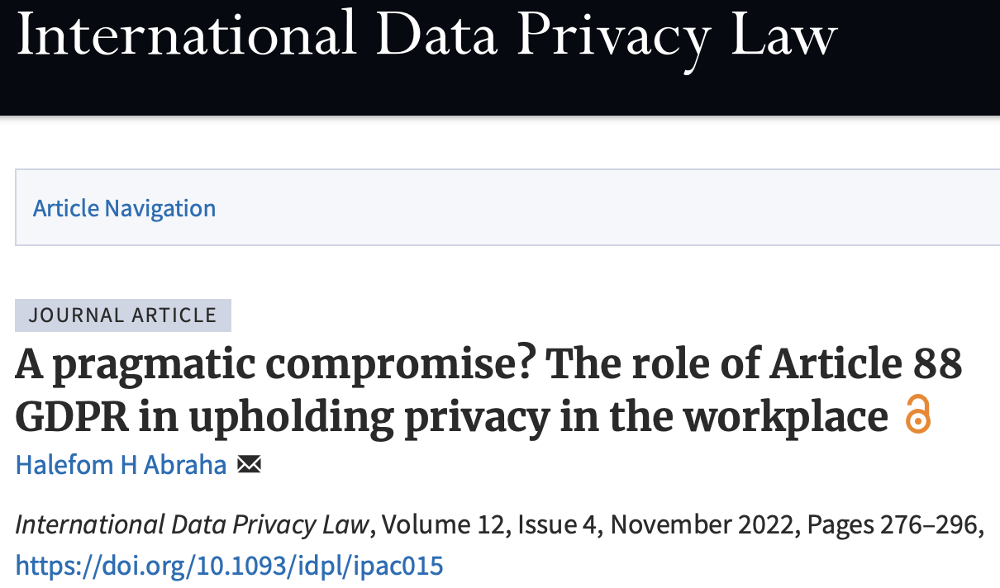 International Data Privacy Law
Article Navigation
JOURNAL ARTICLE
A pragmatic compromise? The role of Article 88
GDPR in upholding privacy in the workplace
Halefom H Abraha
International Data Privacy Law, Volume 12, Issue 4, November 2022, Pages 276–296,
https://doi.org/10.1093/idpl/ipac015